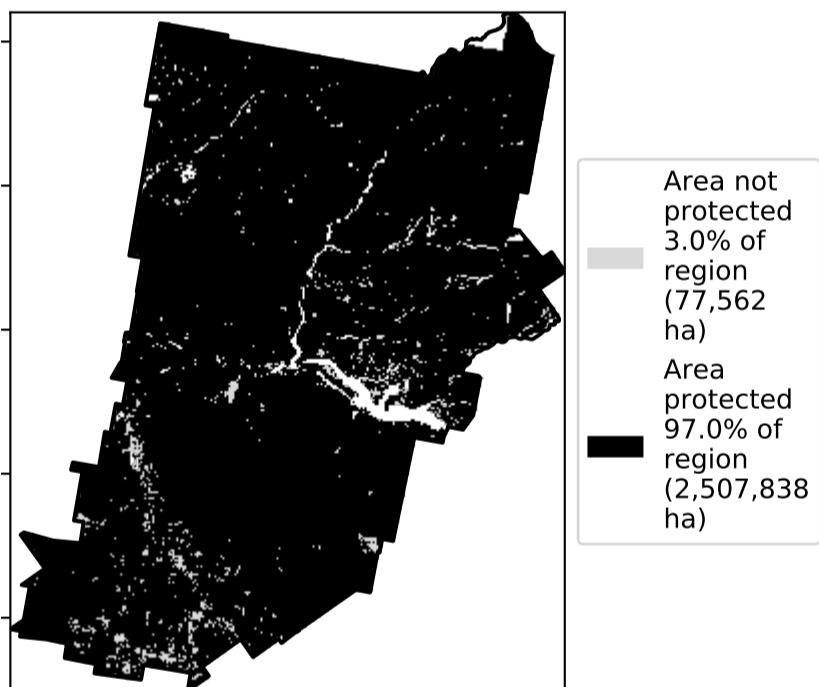 Area not
protected
3.0% of
region
(77,562
ha)
Area
protected
97.0% of
region
(2,507,838
ha)